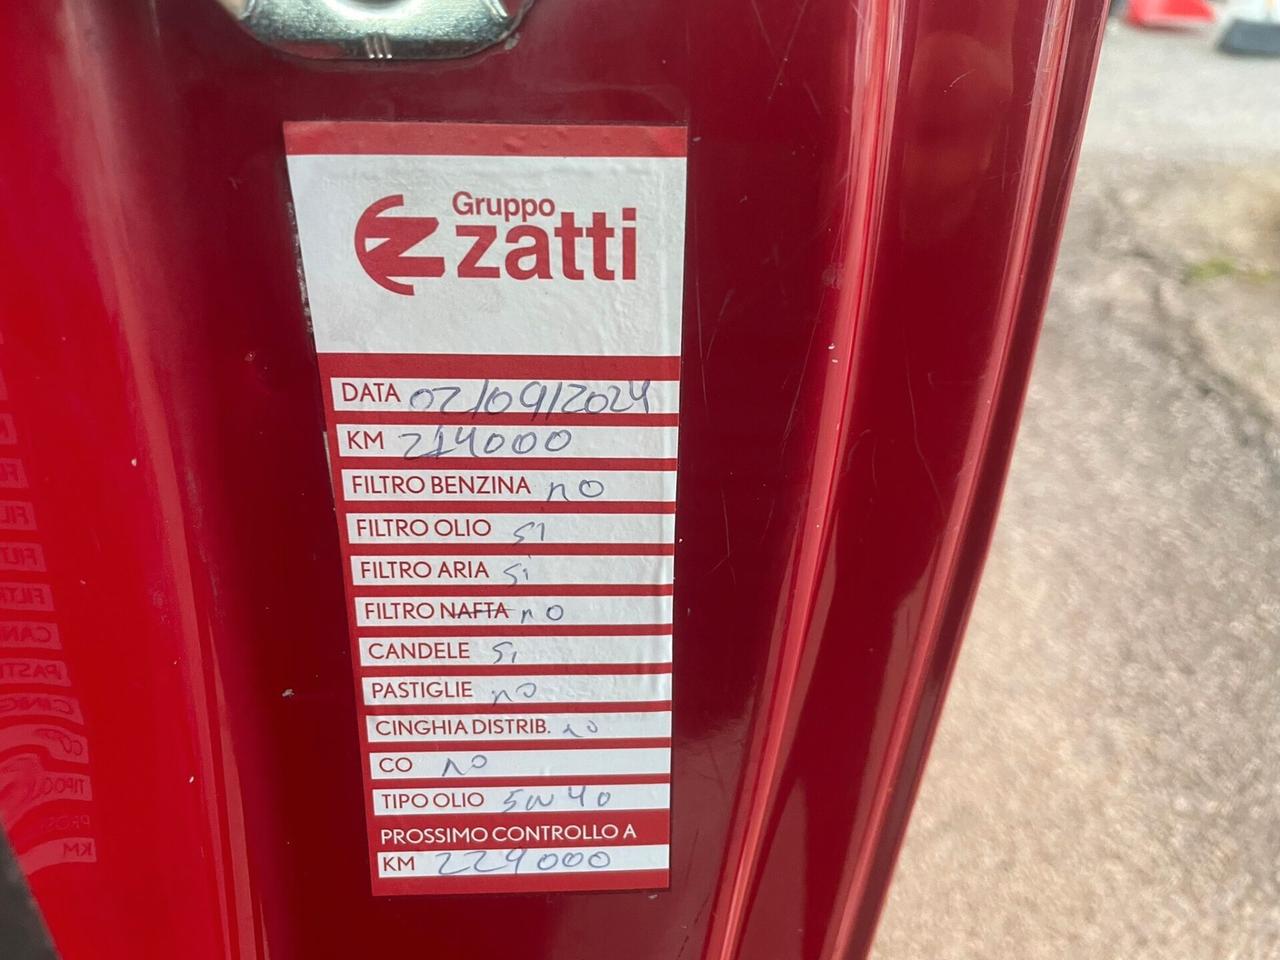 Gruppo
zatti
DATA 02/09/2024
KM 214000
FILTRO BENZINA no
FILTRO OLIO si
FILTRO ARIA si
FILTRO NAFTA no
CANDELE si
PASTIGLIE no
CINGHIA DISTRIB. no
CO no
TIPO OLIO 5w40
PROSSIMO CONTROLLO A
KM 229000